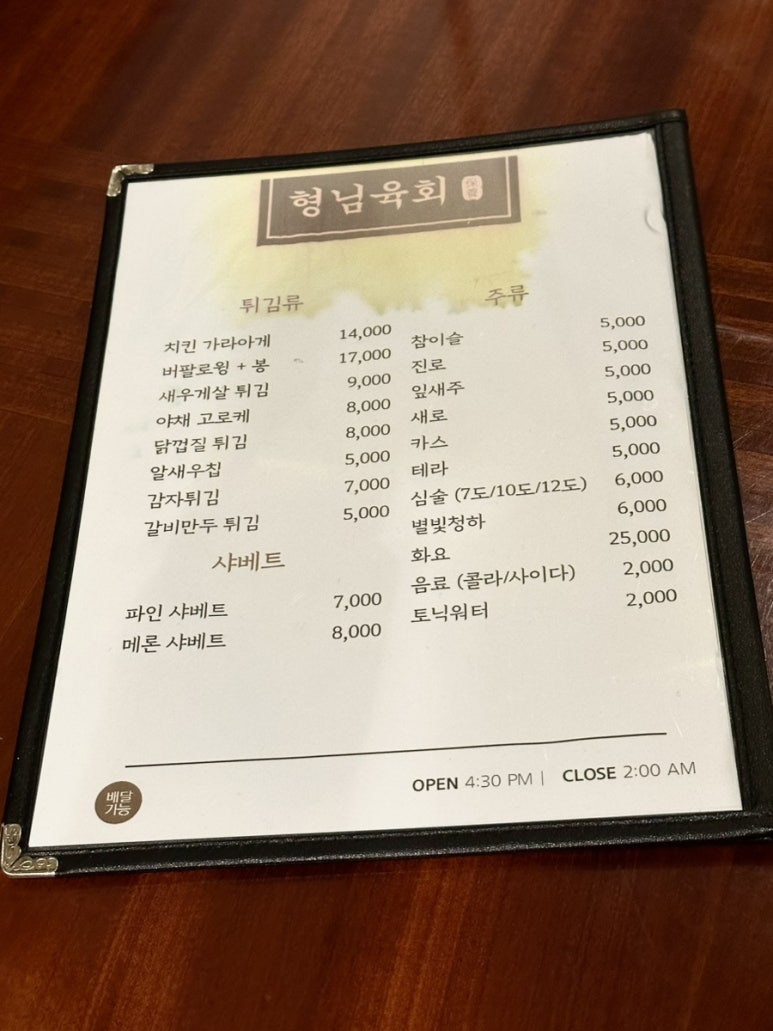 형님육회
튀김류
치킨 가라아게 14,000
버팔로윙 + 봉 17,000
새우게살 튀김 9,000
야채 고로케 8,000
닭껍질 튀김 8,000
알새우칩 5,000
감자튀김 7,000
갈비만두 튀김 5,000
샤베트
파인 샤베트 7,000
메론 샤베트 8,000
주류
참이슬 5,000
진로 5,000
잎새주 5,000
새로 5,000
카스 5,000
테라 5,000
심술 (7도/10도/12도) 6,000
별빛청하 6,000
화요 25,000
음료 (콜라/사이다) 2,000
토닉워터 2,000
배달
가능
OPEN 4:30 PM | CLOSE 2:00 AM